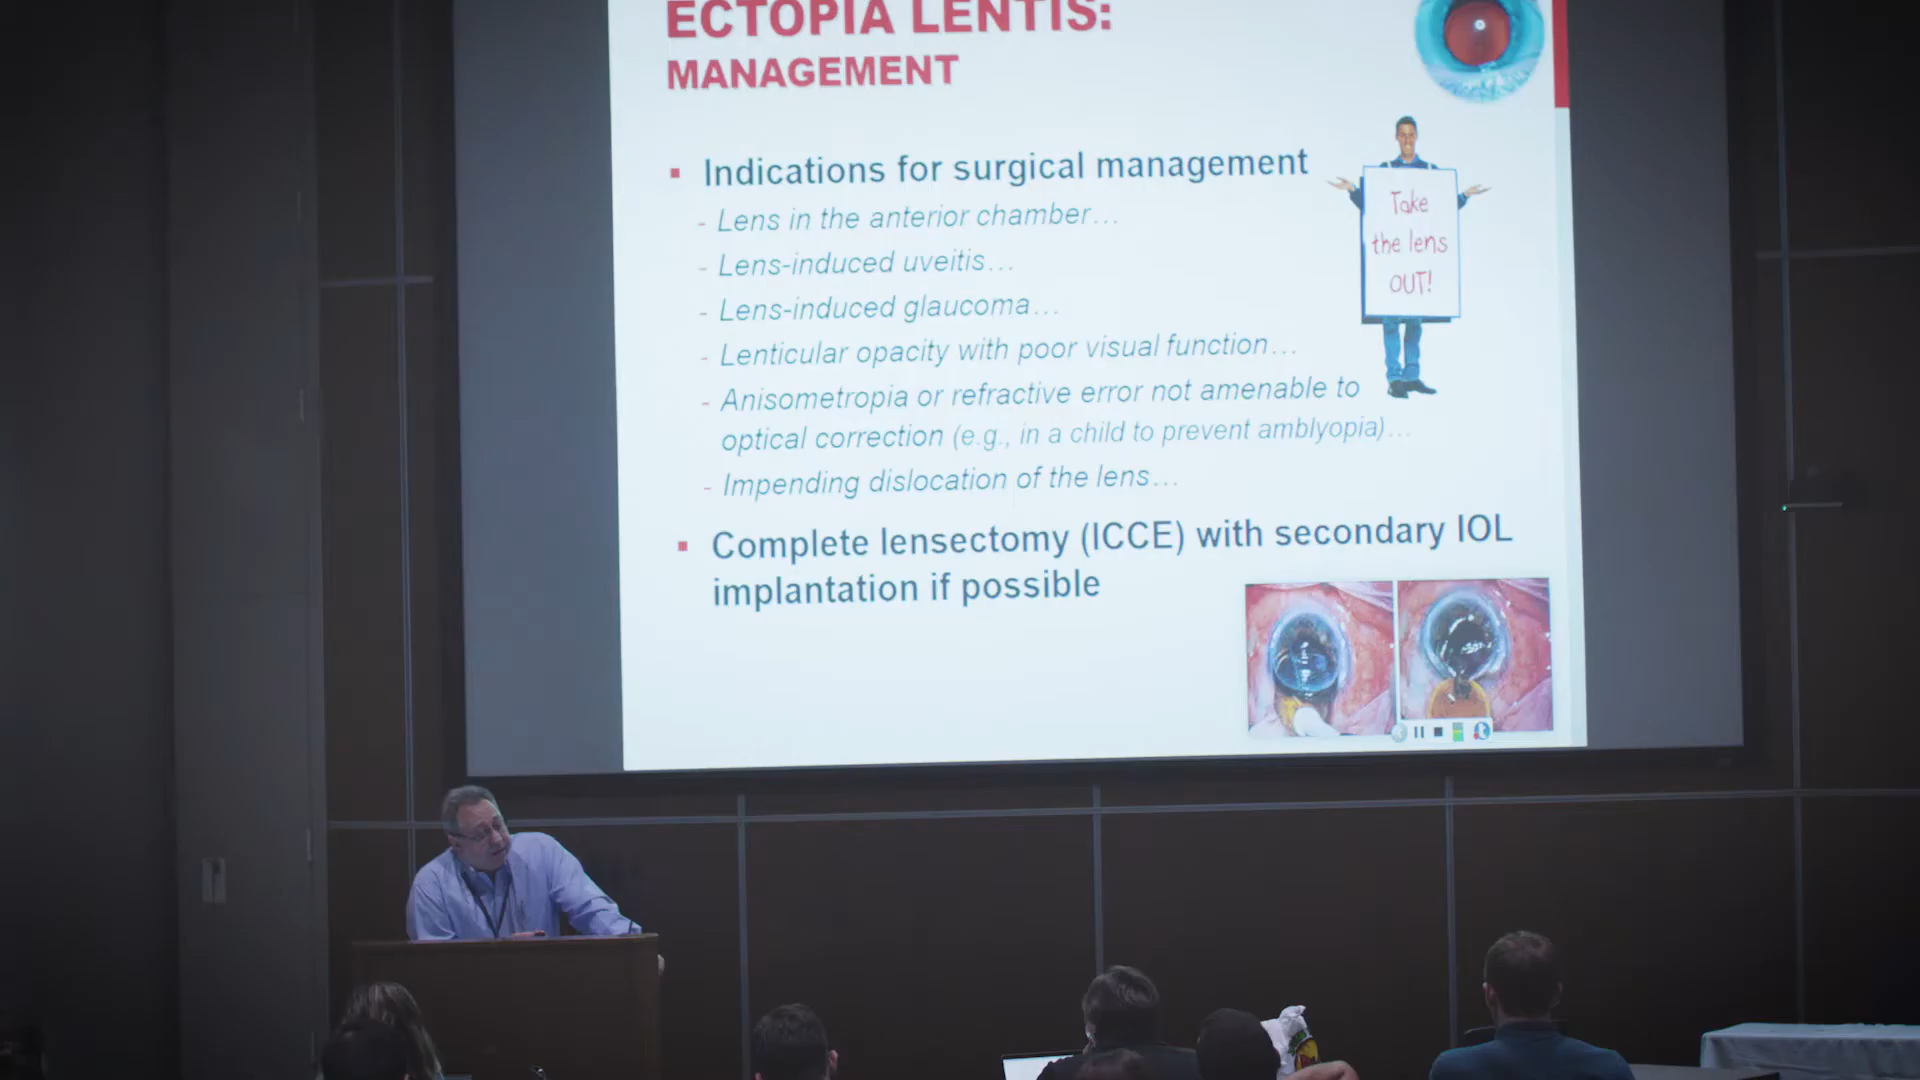 ECTOPIA LENTIS:
MANAGEMENT
▪ Indications for surgical management
- Lens in the anterior chamber…
- Lens-induced uveitis…
- Lens-induced glaucoma…
- Lenticular opacity with poor visual function…
- Anisometropia or refractive error not amenable to
optical correction (e.g., in a child to prevent amblyopia)…
- Impending dislocation of the lens…
▪ Complete lensectomy (ICCE) with secondary IOL
implantation if possible
Take
the lens
OUT!